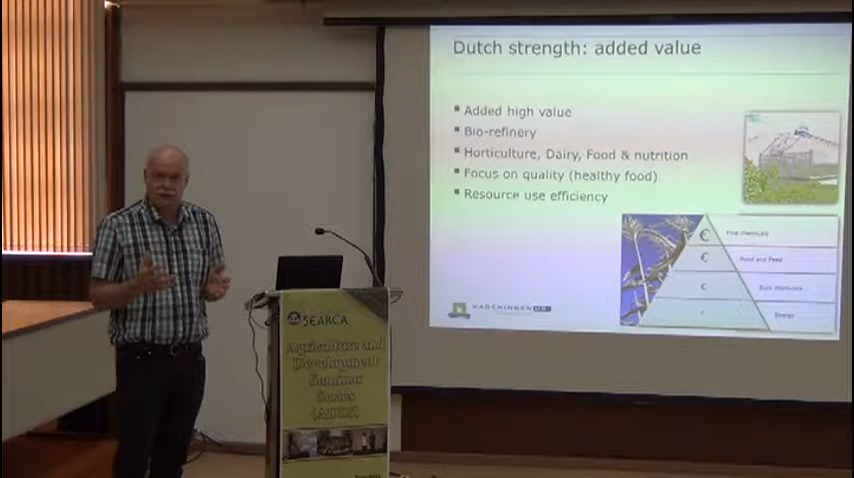 Dutch strength: added value
Added high value
Bio-refinery
Horticulture, Dairy, Food & nutrition
Focus on quality (healthy food)
Resource use efficiency
€ Fine chemicals
€ Food and Feed
€ Bulk chemicals
€ Energy
WAGENINGEN UR
SEARCA
Agriculture and
Development
Seminar
Series
(ADSS)